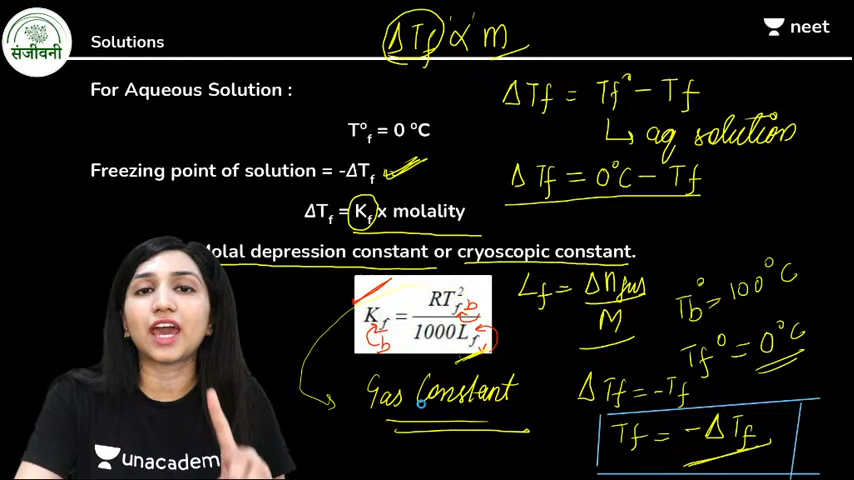 संजीवनी
Solutions
ΔTf ∝ m
neet
For Aqueous Solution :
T°f = 0 °C
Freezing point of solution = -ΔTf
ΔTf = Kf x molality
Molal depression constant or cryoscopic constant.
Kf = RTf² / 1000Lf
b
b
v
Gas Constant
ΔTf = Tf° - Tf
↳ aq solution
ΔTf = 0°C - Tf
Lf = ΔHfus / M
Tb° = 100°C
Tf° = 0°C
ΔTf = -Tf
Tf = -ΔTf
unacadem